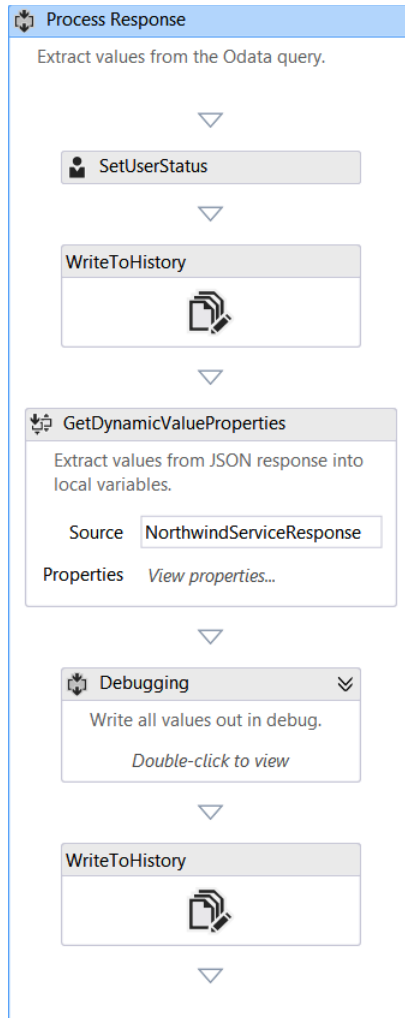 Process Response
Extract values from the Odata query.
SetUserStatus
WriteToHistory
GetDynamicValueProperties
Extract values from JSON response into
local variables.
Source NorthwindServiceResponse
Properties View properties...
Debugging
Write all values out in debug.
Double-click to view
WriteToHistory